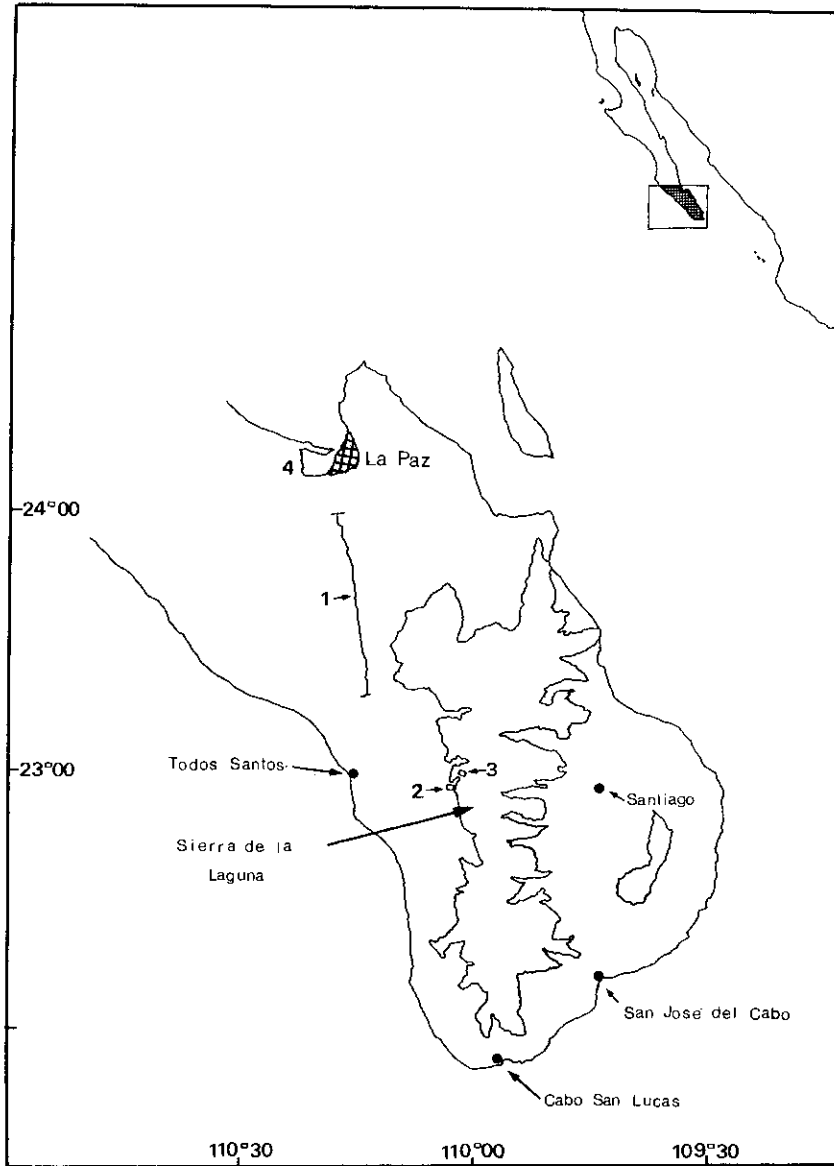 4
La Paz
24°00
1
23°00
Todos Santos
3
2
Santiago
Sierra de la
Laguna
San José del Cabo
Cabo San Lucas
110°30
110°00
109°30